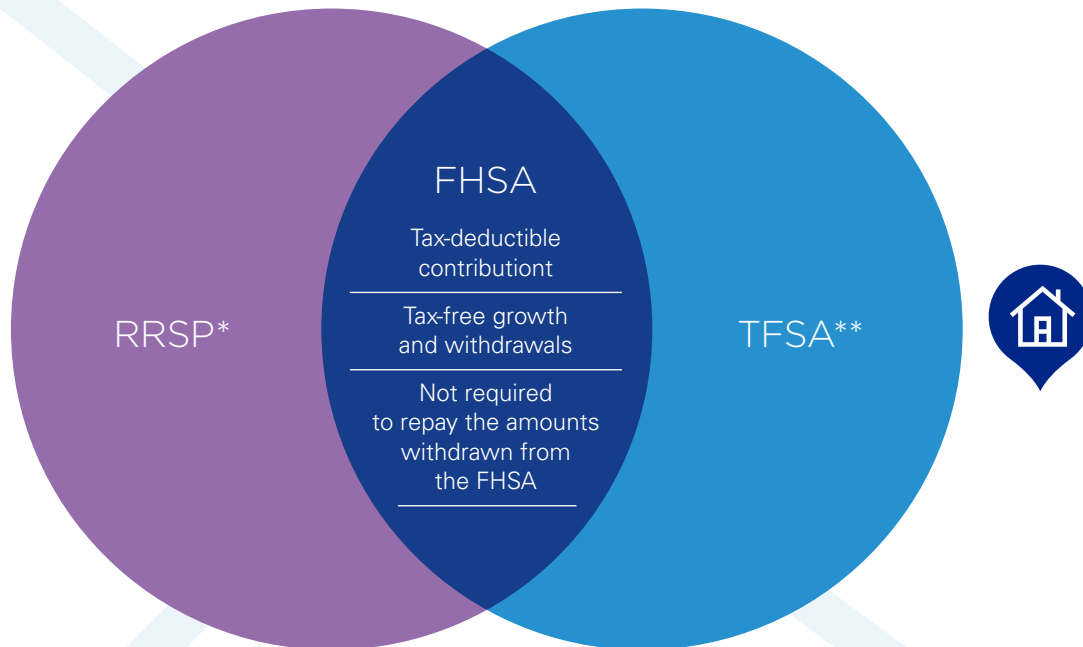 FHSA
Tax-deductible
contributiont
RRSP*
Tax-free growth
and withdrawals
TFSA**
Not required
to repay the amounts
withdrawn from
the FHSA